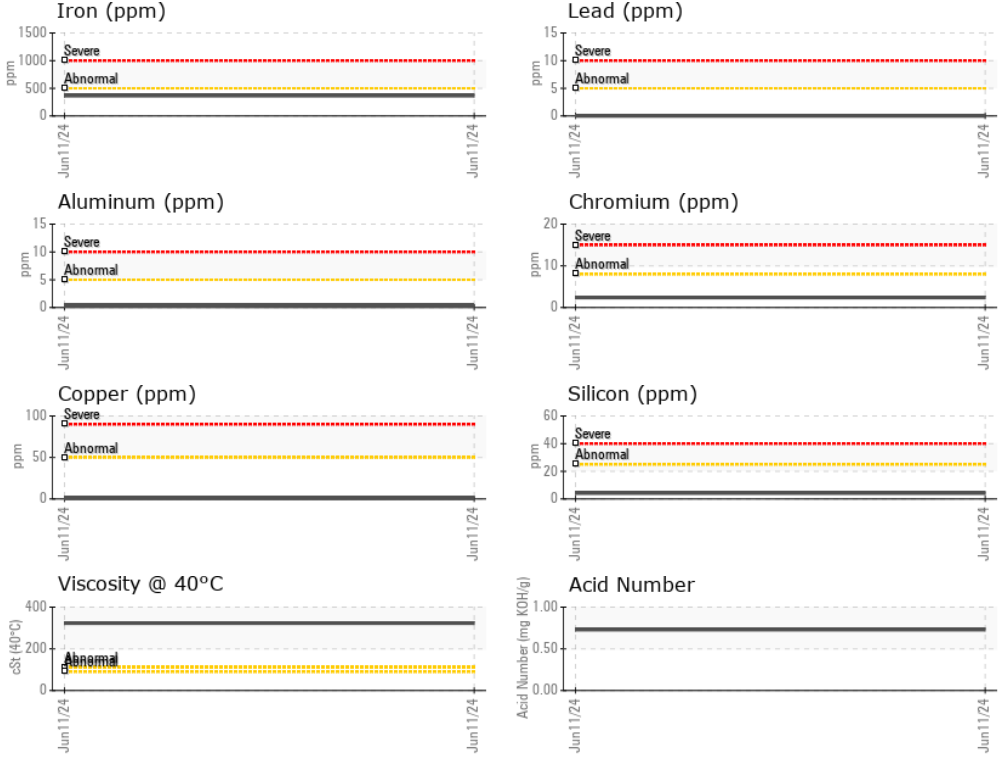 Iron (ppm)
1500
1000
500
0
ppm
Severe
Abnormal
Jun11/24
Jun11/24
Lead (ppm)
15
10
5
0
ppm
Severe
Abnormal
Jun11/24
Jun11/24
Aluminum (ppm)
15
10
5
0
ppm
Severe
Abnormal
Jun11/24
Jun11/24
Chromium (ppm)
20
10
0
ppm
Severe
Abnormal
Jun11/24
Jun11/24
Copper (ppm)
100
50
0
ppm
Severe
Abnormal
Jun11/24
Jun11/24
Silicon (ppm)
60
40
20
0
ppm
Severe
Abnormal
Jun11/24
Jun11/24
Viscosity @ 40°C
400
200
0
cSt (40°C)
Abnormal
Abnormal
Jun11/24
Jun11/24
Acid Number
1.00
0.50
0.00
Acid Number (mg KOH/g)
Jun11/24
Jun11/24